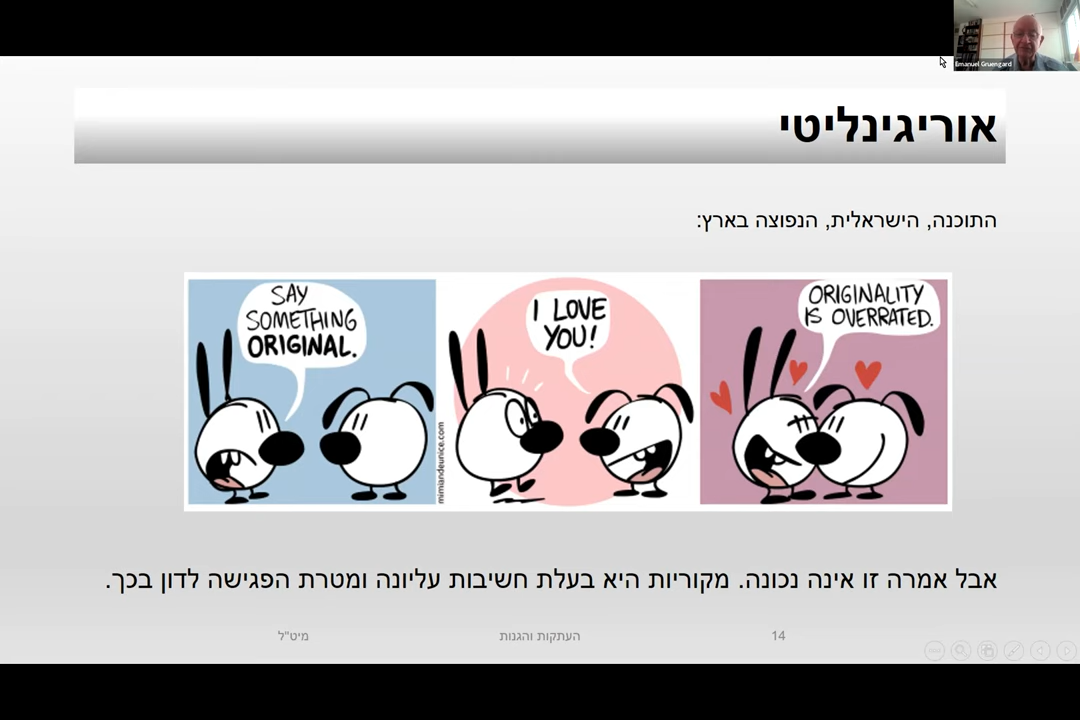 Emanuel Gruengard
אוריגינליטי
התוכנה, הישראלית, הנפוצה בארץ:
SAY
SOMETHING
ORIGINAL.
mimiandeunice.com
I LOVE
YOU!
ORIGINALITY
IS OVERRATED.
אבל אמרה זו אינה נכונה. מקוריות היא בעלת חשיבות עליונה ומטרת הפגישה לדון בכך.
14
העתקות והגנות
מיט"ל